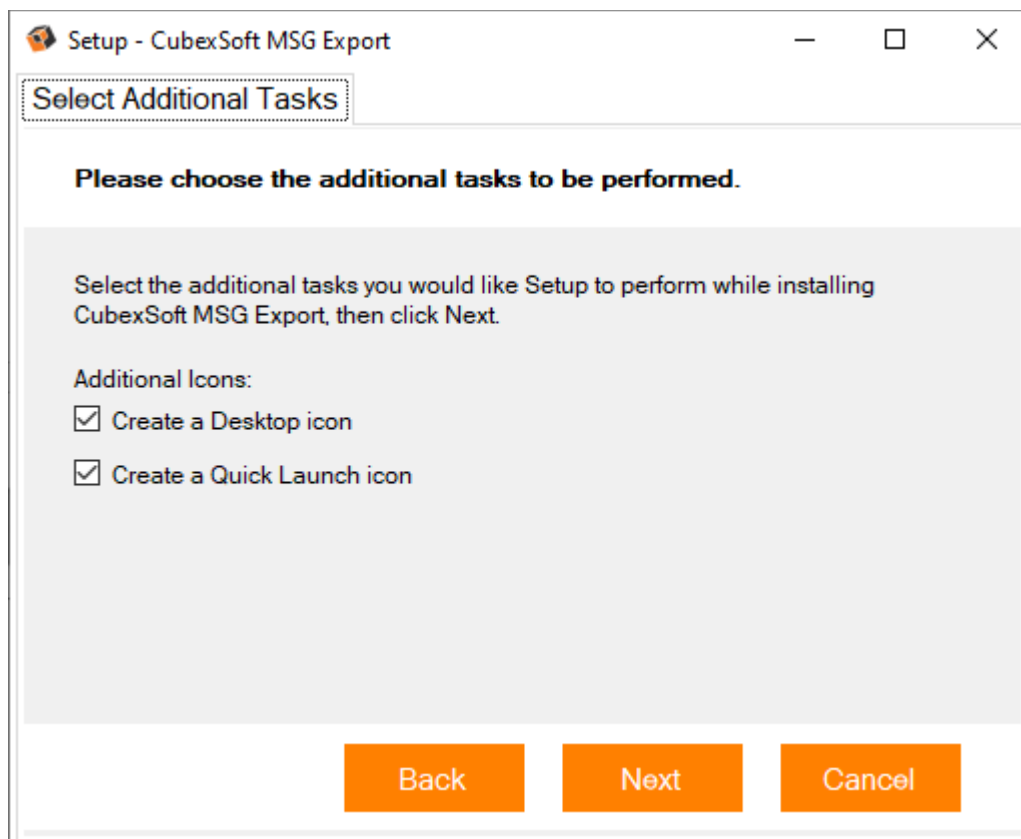 Setup - CubexSoft MSG Export
Select Additional Tasks
Please choose the additional tasks to be performed.
Select the additional tasks you would like Setup to perform while installing
CubexSoft MSG Export, then click Next.
Additional Icons:
Create a Desktop icon
Create a Quick Launch icon
Back Next Cancel